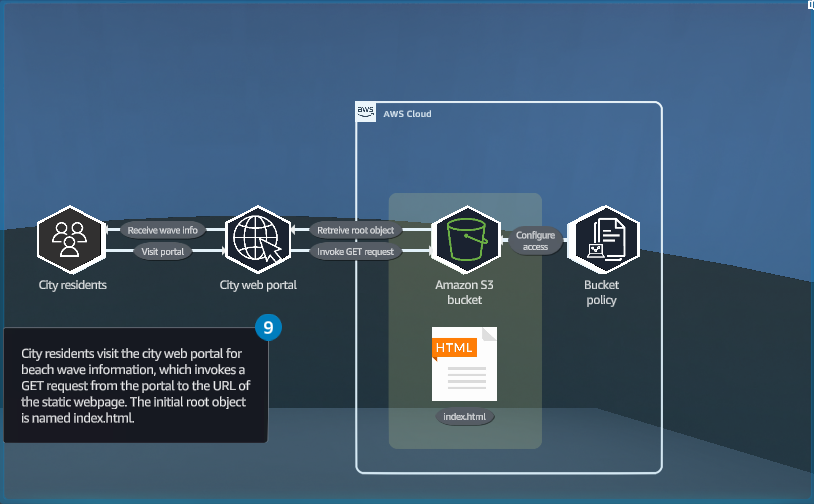 aws
AWS Cloud
Receive wave info
Visit portal
Retreive root object
Invoke GET request
Configure
access
City residents
City web portal
Amazon S3
bucket
Bucket
policy
9
City residents visit the city web portal for
beach wave information, which invokes a
GET request from the portal to the URL of
the static webpage. The initial root object
is named index.html.
HTML
index.html